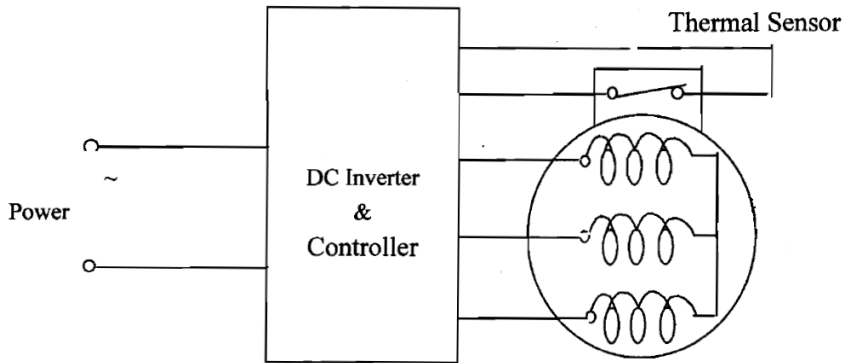 Thermal Sensor
~
Power
DC Inverter
&
Controller